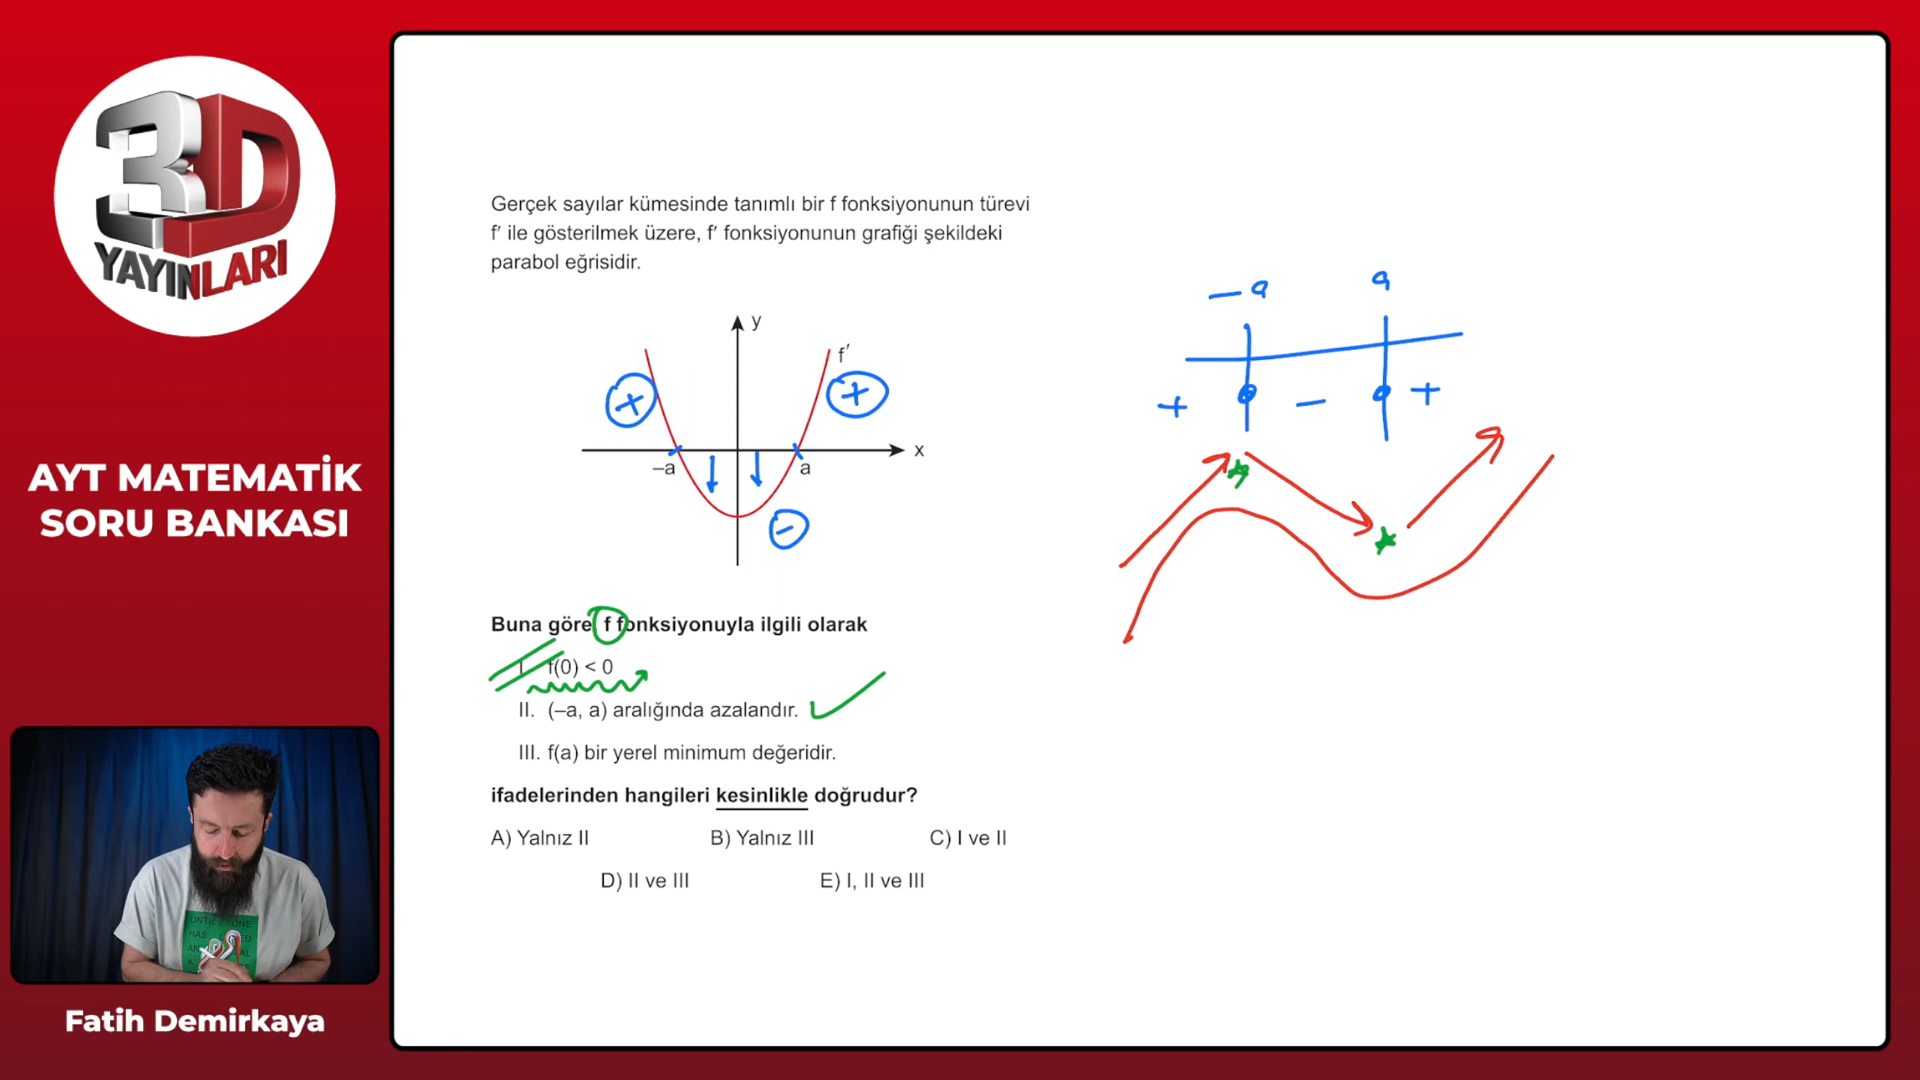 3D
YAYINLARI
AYT MATEMATİK
SORU BANKASI
Fatih Demirkaya
Gerçek sayılar kümesinde tanımlı bir f fonksiyonunun türevi
f′ ile gösterilmek üzere, f′ fonksiyonunun grafiği şekildeki
parabol eğrisidir.
y
f′
+
+
x
–a
a
-
Buna göre, f fonksiyonuyla ilgili olarak
I. f(0) < 0
II. (–a, a) aralığında azalandır.
III. f(a) bir yerel minimum değeridir.
ifadelerinden hangileri kesinlikle doğrudur?
A) Yalnız II
B) Yalnız III
C) I ve II
D) II ve III
E) I, II ve III
-a
a
+ - +